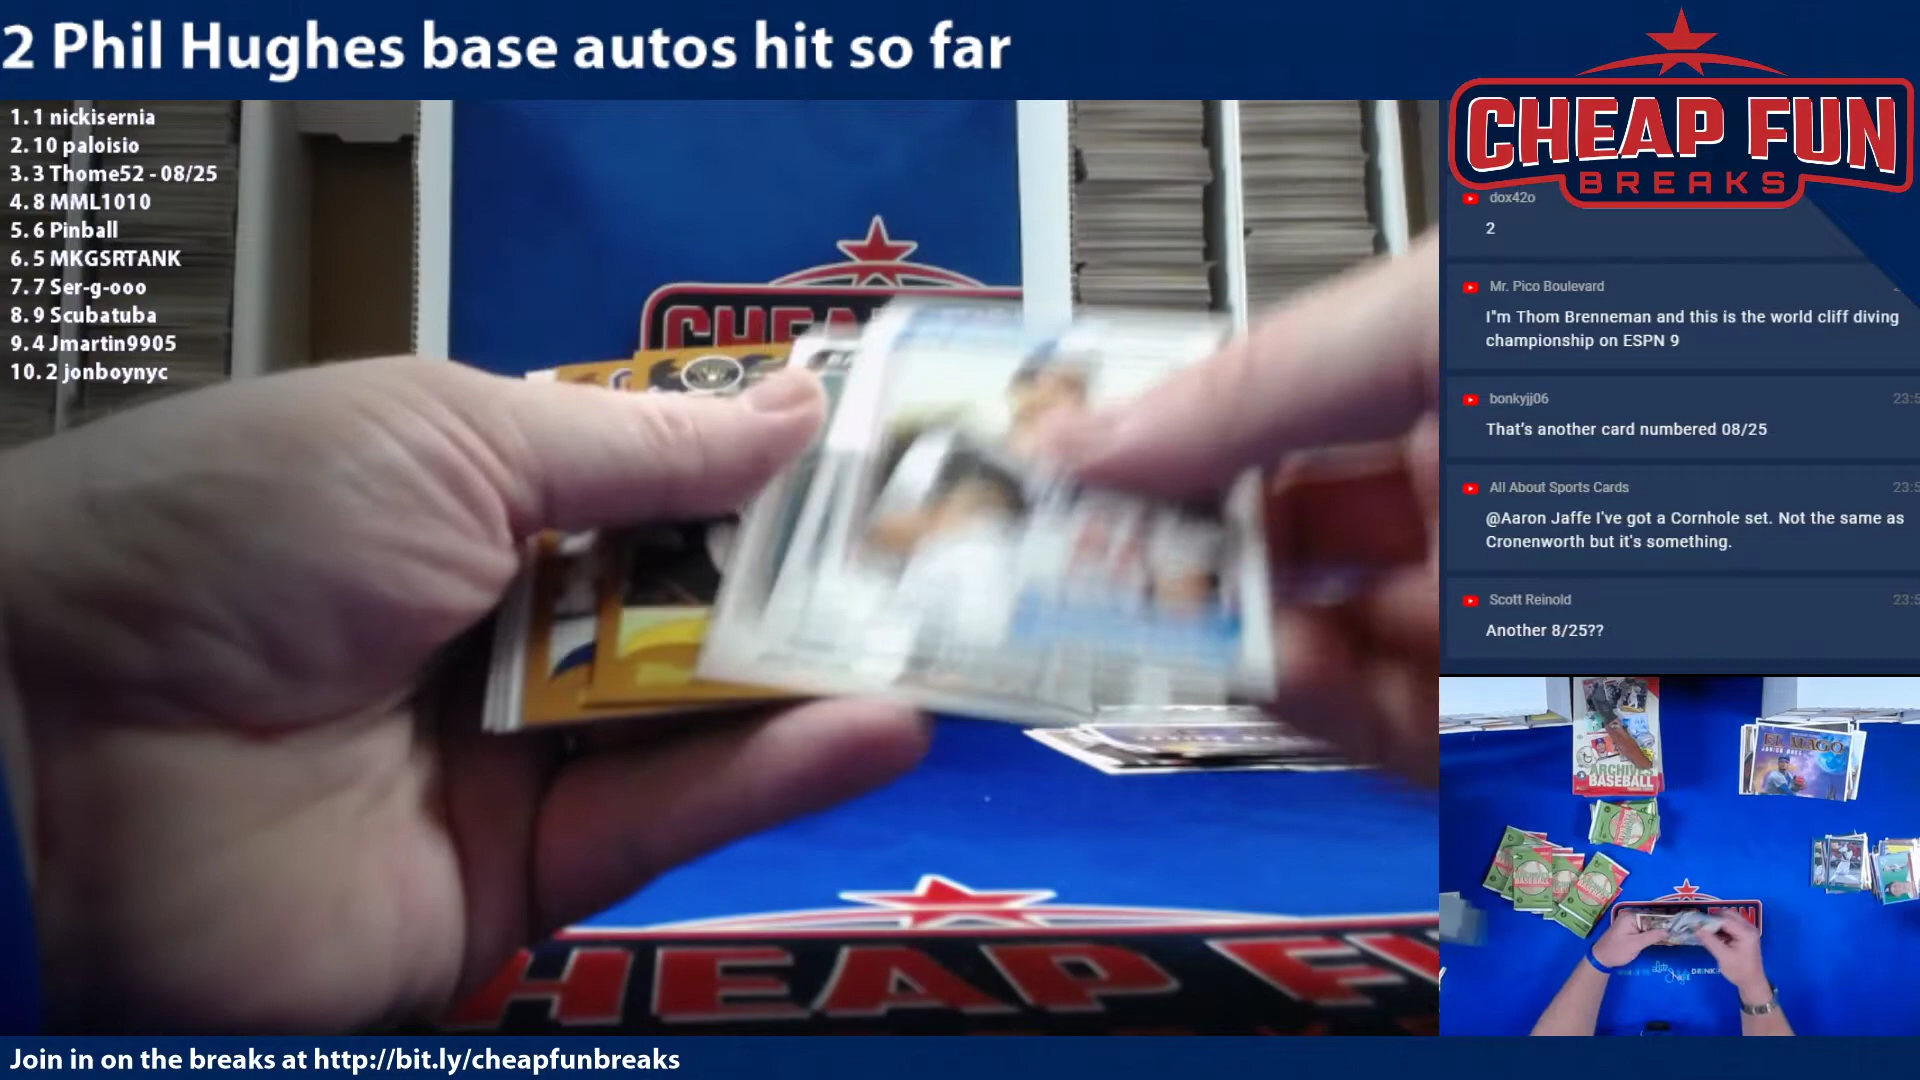 2 Phil Hughes base autos hit so far
1. 1 nickisernia
2. 10 paloisio
3. 3 Thome52 - 08/25
4. 8 MML1010
5. 6 Pinball
6. 5 MKGSRTANK
7. 7 Ser-g-ooo
8. 9 Scubatuba
9. 4 Jmartin9905
10. 2 jonboynyc
CHEAP FUN
BREAKS
dox42o
2
Mr. Pico Boulevard
I"m Thom Brenneman and this is the world cliff diving
championship on ESPN 9
bonkyjj06
That's another card numbered 08/25
All About Sports Cards
@Aaron Jaffe I've got a Cornhole set. Not the same as
Cronenworth but it's something.
Scott Reinold
Another 8/25??
CHEA
HEAP F
EL MAGO
ARCHIVES
BASEBALL
Join in on the breaks at http://bit.ly/cheapfunbreaks